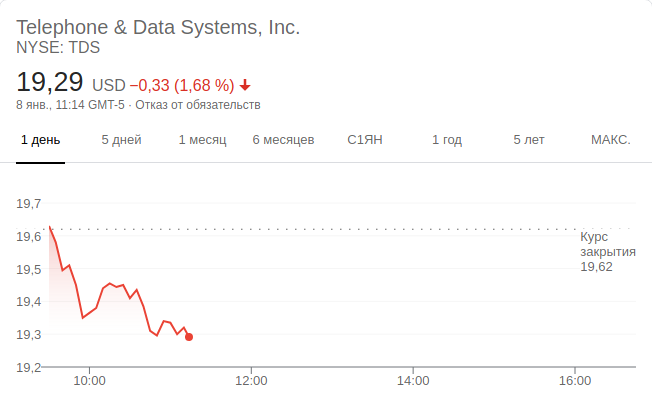 Telephone & Data Systems, Inc.
NYSE: TDS
19,29 USD −0,33 (1,68 %)
8 янв., 11:14 GMT-5 · Отказ от обязательств
1 день 5 дней 1 месяц 6 месяцев С1ЯН 1 год 5 лет МАКС.
19,7
19,6
Курс
закрытия
19,62
19,5
19,4
19,3
19,2
10:00 12:00 14:00 16:00